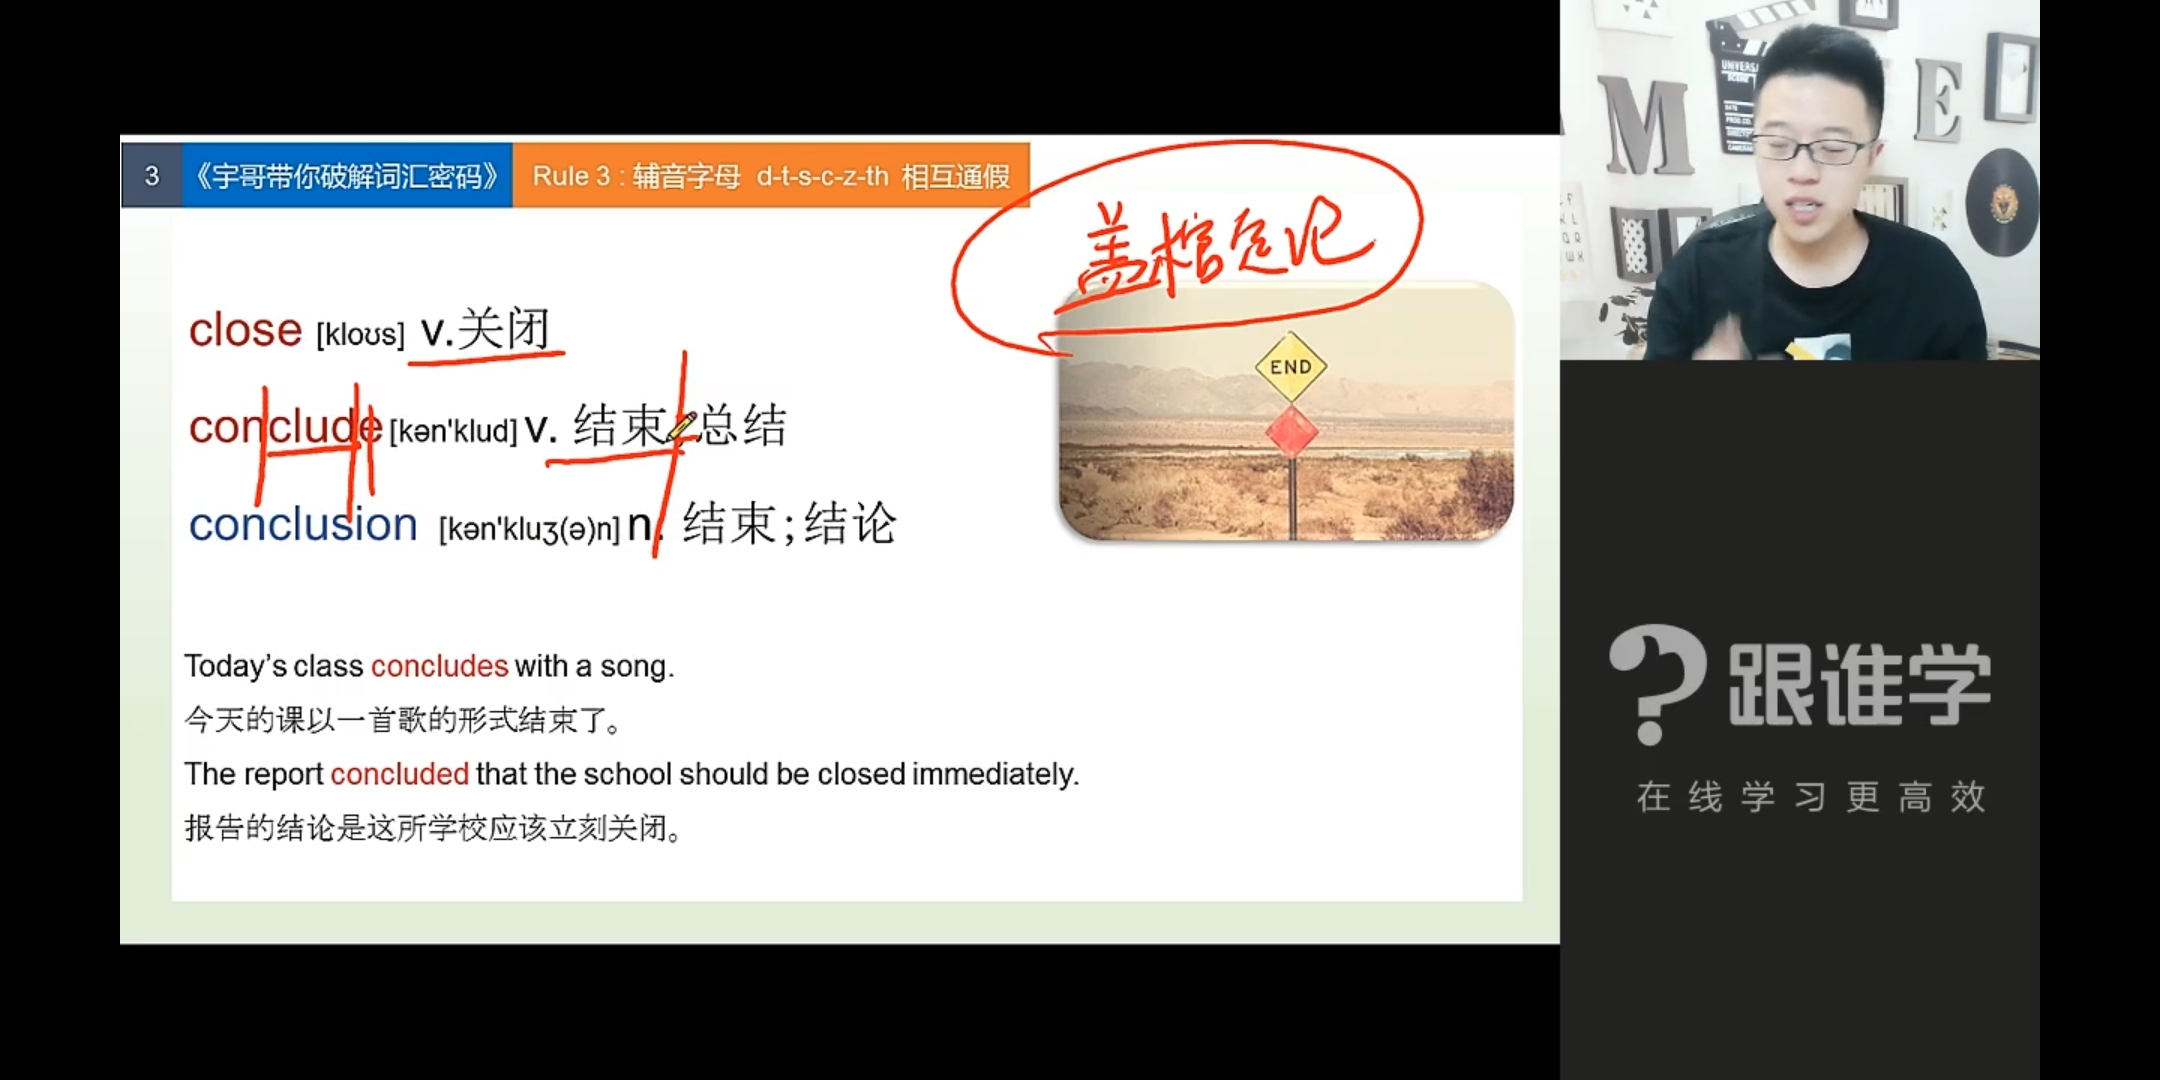 3 《宇哥带你破解词汇密码》 Rule 3 : 辅音字母 d-t-s-c-z-th 相互通假
盖棺定论
close [kloʊs] v.关闭
END
conclude [kən'klud] v. 结束;总结
conclusion [kən'kluʒ(ə)n] n. 结束;结论
Today's class concludes with a song.
今天的课以一首歌的形式结束了。
The report concluded that the school should be closed immediately.
报告的结论是这所学校应该立刻关闭。
M E
跟谁学
在线学习更高效